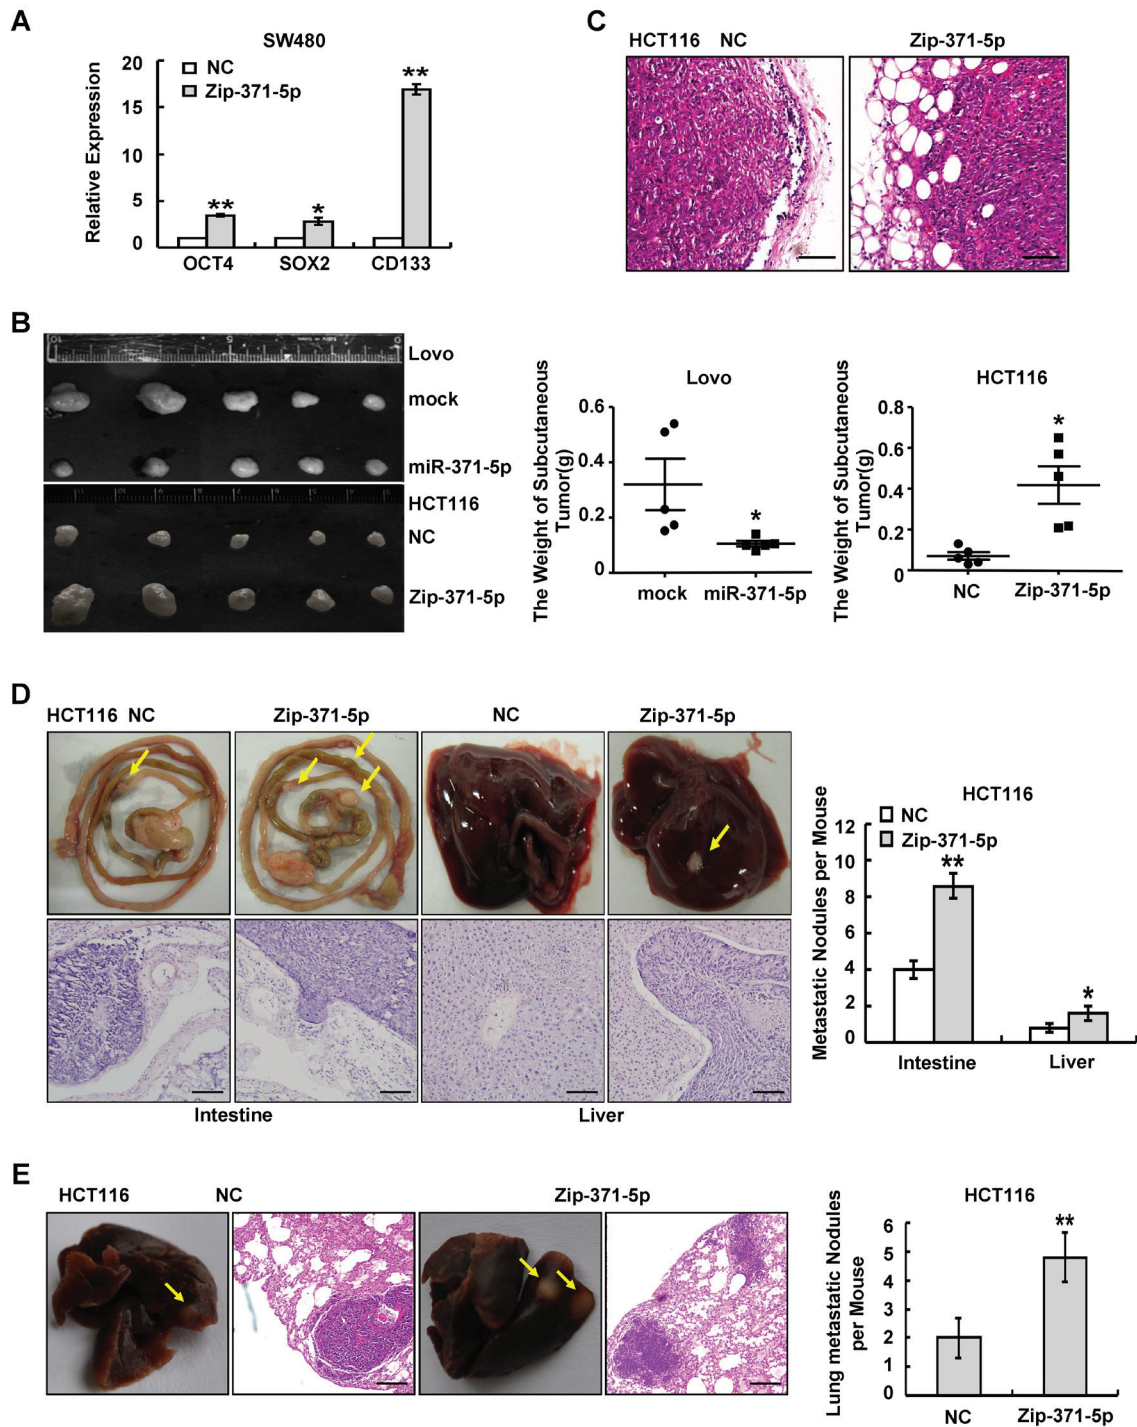 A
SW480
NC
Zip-371-5p
Relative Expression
20
15
10
5
0
**
*
**
OCT4
SOX2
CD133
C
HCT116 NC
Zip-371-5p
B
Lovo
mock
miR-371-5p
HCT116
NC
Zip-371-5p
10
5
0
Lovo
The Weight of Subcutaneous
Tumor(g)
0.6
0.4
0.2
0
*
mock
miR-371-5p
HCT116
The Weight of Subcutaneous
Tumor(g)
0.8
0.6
0.4
0.2
0
*
NC
Zip-371-5p
D
HCT116 NC
Zip-371-5p
NC
Zip-371-5p
Intestine
Liver
HCT116
NC
Zip-371-5p
Metastatic Nodules per Mouse
12
10
8
6
4
2
0
**
*
Intestine
Liver
E
HCT116
NC
Zip-371-5p
HCT116
Lung metastatic Nodules
per Mouse
6
5
4
3
2
1
0
**
NC
Zip-371-5p